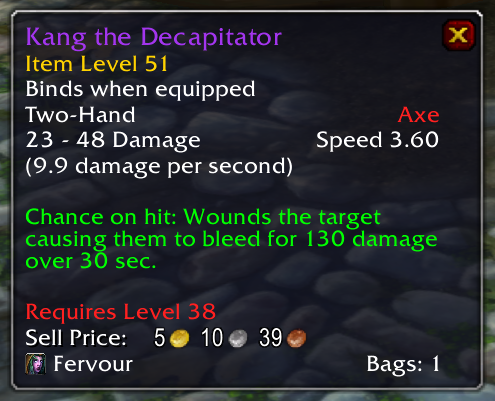 Kang the Decapitator
Item Level 51
Binds when equipped
Two-Hand Axe
23 - 48 Damage Speed 3.60
(9.9 damage per second)
Chance on hit: Wounds the target
causing them to bleed for 130 damage
over 30 sec.
Requires Level 38
Sell Price: 5 10 39
Fervour Bags: 1